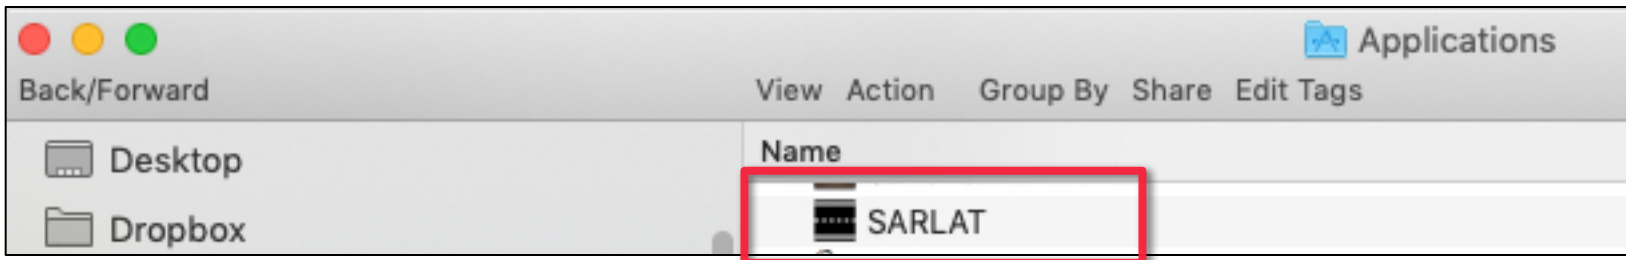 Applications
Back/Forward View Action Group By Share Edit Tags
Desktop
Dropbox
Name
SARLAT